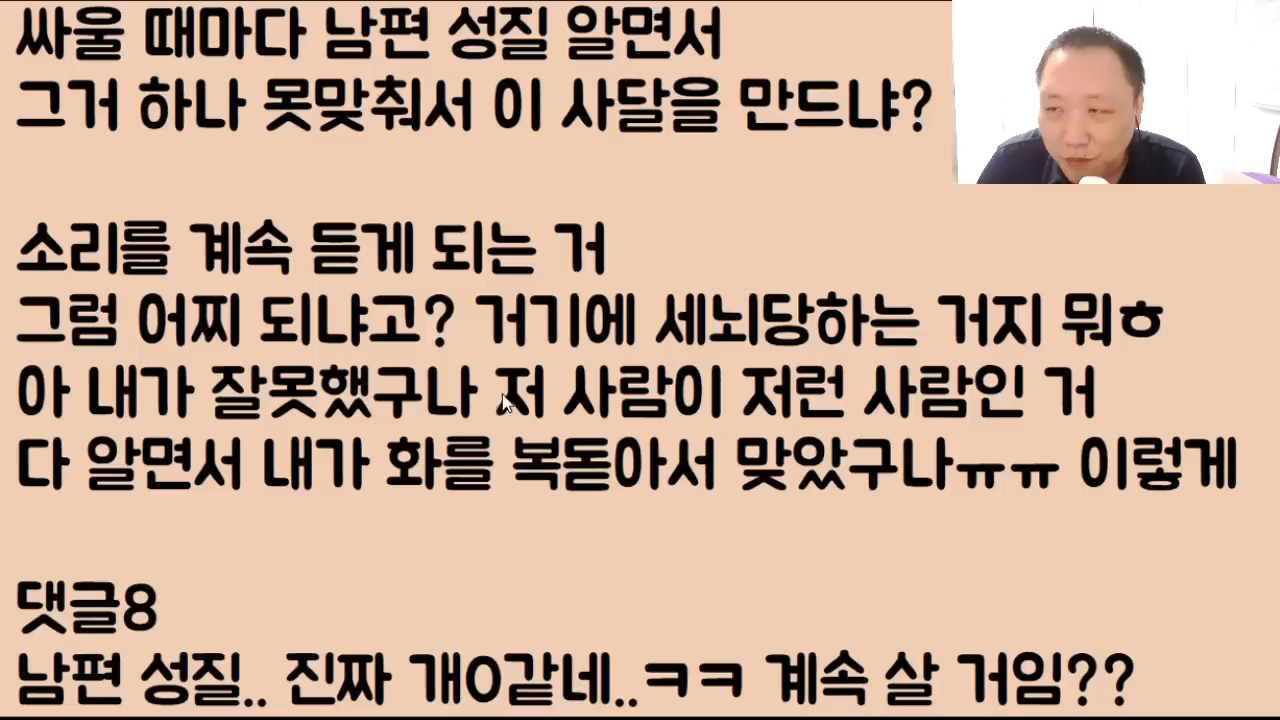 싸울 때마다 남편 성질 알면서
그거 하나 못맞춰서 이 사달을 만드냐?
소리를 계속 듣게 되는 거
그럼 어찌 되냐고? 거기에 세뇌당하는 거지 뭐ㅎ
아 내가 잘못했구나 저 사람이 저런 사람인 거
다 알면서 내가 화를 복돋아서 맞았구나ㅠㅠ 이렇게
댓글8
남편 성질.. 진짜 개0같네..ㅋㅋ 계속 살 거임??